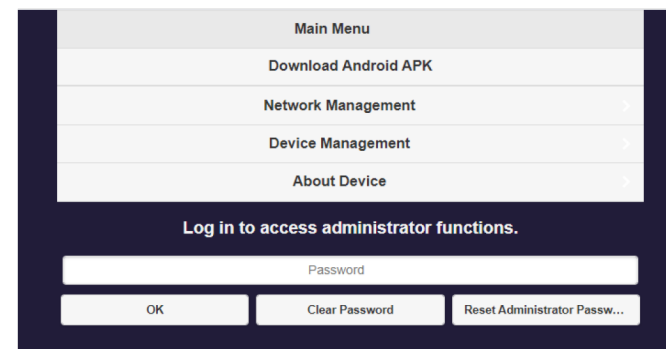 Main Menu
Download Android APK
Network Management
Device Management
About Device
Log in to access administrator functions.
Password
OK
Clear Password
Reset Administrator Passw...